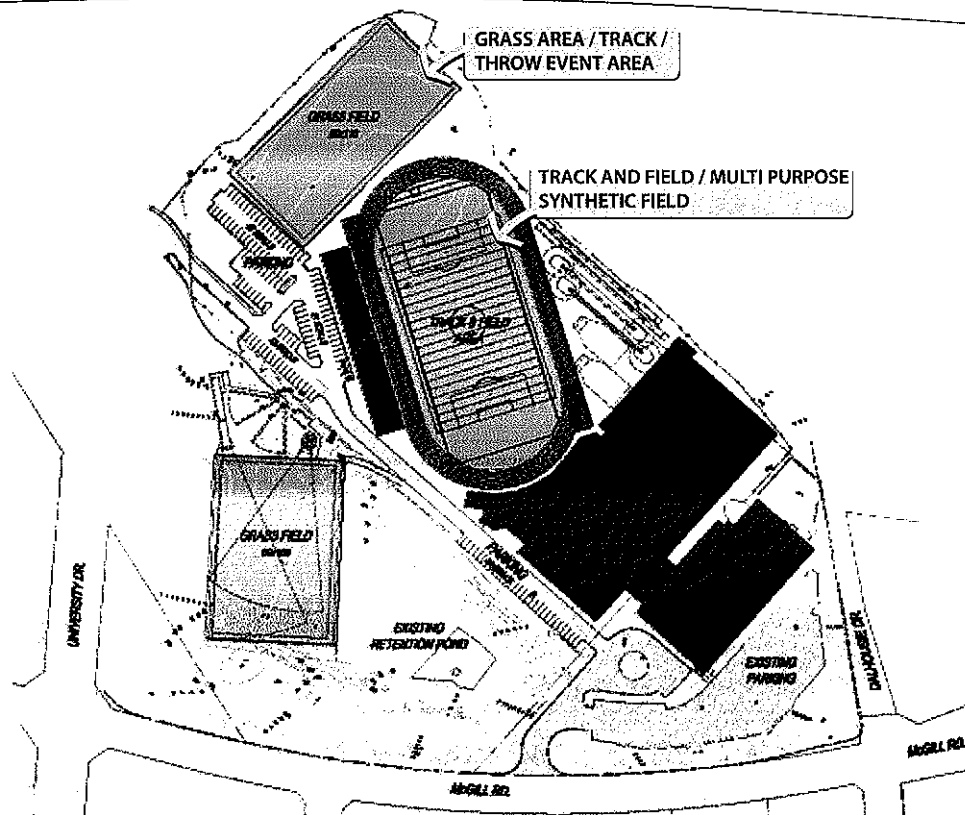 GRASS AREA / TRACK /
THROW EVENT AREA
GRASS FIELD
TRACK AND FIELD / MULTI PURPOSE
SYNTHETIC FIELD
PARKING
TRACK & FIELD
GRASS FIELD
PARKING
UNIVERSITY DR.
EXISTING
RETENTION POND
EXISTING
PARKING
DALHOUSIE DR.
McGILL RD.
McGILL RD.